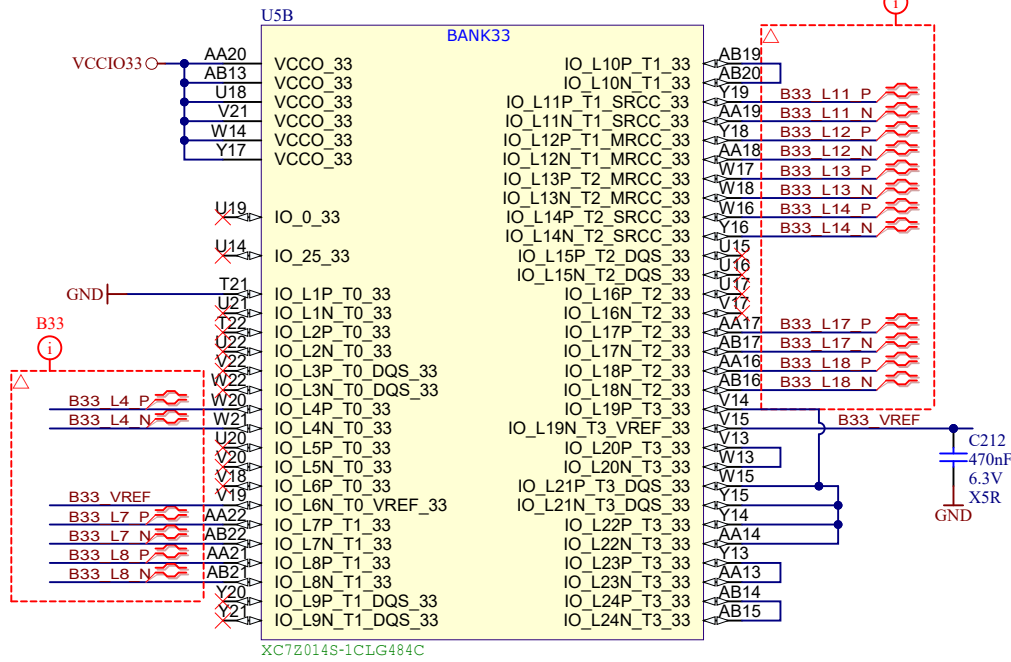 U5B
BANK33
VCCIO33
AA20 VCCO_33
AB13 VCCO_33
U18 VCCO_33
V21 VCCO_33
W14 VCCO_33
Y17 VCCO_33
U19 IO_0_33
U14 IO_25_33
GND T21 IO_L1P_T0_33
U21 IO_L1N_T0_33
T22 IO_L2P_T0_33
U22 IO_L2N_T0_33
V22 IO_L3P_T0_DQS_33
W22 IO_L3N_T0_DQS_33
B33
i
B33_L4_P W20 IO_L4P_T0_33
B33_L4_N W21 IO_L4N_T0_33
U20 IO_L5P_T0_33
V20 IO_L5N_T0_33
V18 IO_L6P_T0_33
B33_VREF V19 IO_L6N_T0_VREF_33
B33_L7_P AA22 IO_L7P_T1_33
B33_L7_N AB22 IO_L7N_T1_33
B33_L8_P AA21 IO_L8P_T1_33
B33_L8_N AB21 IO_L8N_T1_33
Y20 IO_L9P_T1_DQS_33
Y21 IO_L9N_T1_DQS_33
i
IO_L10P_T1_33 AB19
IO_L10N_T1_33 AB20
IO_L11P_T1_SRCC_33 Y19 B33_L11_P
IO_L11N_T1_SRCC_33 AA19 B33_L11_N
IO_L12P_T1_MRCC_33 Y18 B33_L12_P
IO_L12N_T1_MRCC_33 AA18 B33_L12_N
IO_L13P_T2_MRCC_33 W17 B33_L13_P
IO_L13N_T2_MRCC_33 W18 B33_L13_N
IO_L14P_T2_SRCC_33 W16 B33_L14_P
IO_L14N_T2_SRCC_33 Y16 B33_L14_N
IO_L15P_T2_DQS_33 U15
IO_L15N_T2_DQS_33 U16
IO_L16P_T2_33 U17
IO_L16N_T2_33 V17
IO_L17P_T2_33 AA17 B33_L17_P
IO_L17N_T2_33 AB17 B33_L17_N
IO_L18P_T2_33 AA16 B33_L18_P
IO_L18N_T2_33 AB16 B33_L18_N
IO_L19P_T3_33 V14
IO_L19N_T3_VREF_33 V15 B33_VREF
IO_L20P_T3_33 V13
IO_L20N_T3_33 W13
IO_L21P_T3_DQS_33 W15
IO_L21N_T3_DQS_33 Y15
IO_L22P_T3_33 Y14
IO_L22N_T3_33 AA14
IO_L23P_T3_33 Y13
IO_L23N_T3_33 AA13
IO_L24P_T3_33 AB14
IO_L24N_T3_33 AB15
C212
470nF
6.3V
X5R
GND
XC7Z014S-1CLG484C